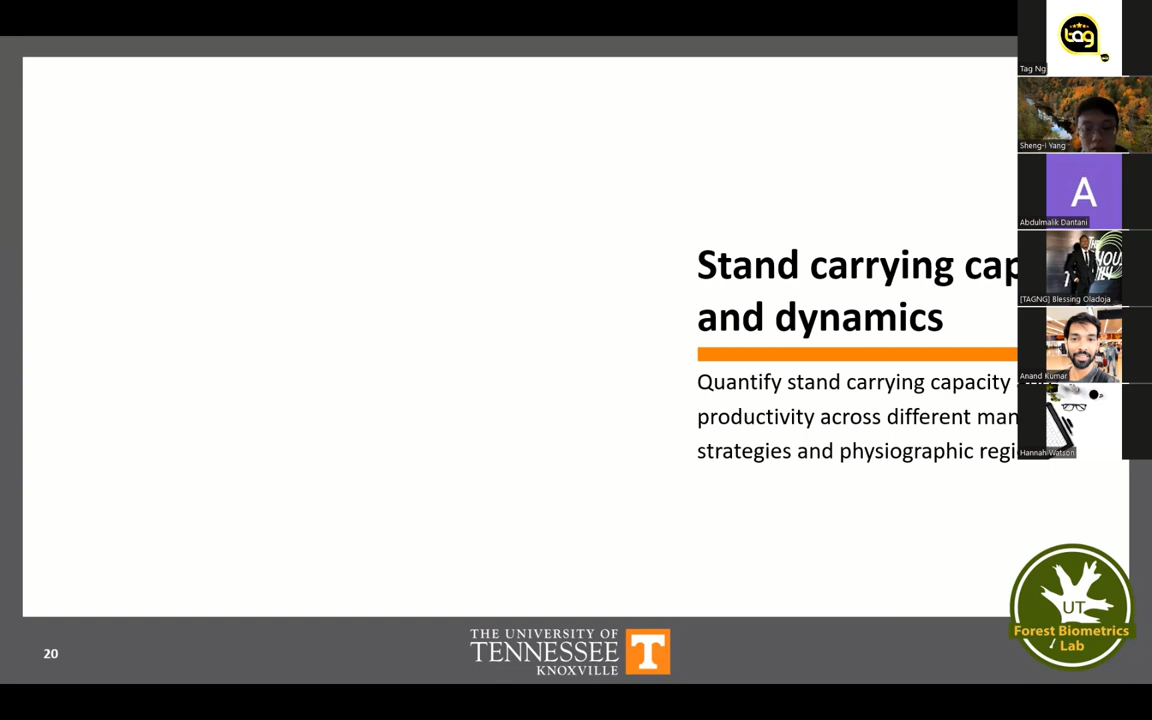 tag
Tag Ng
Sheng-i Yang
A
Abdulmalik Dantani
[TAGNG] Blessing Oladoja
Anand Kumar
Hannah Watson
Stand carrying cap
and dynamics
Quantify stand carrying capacity
productivity across different man
strategies and physiographic regi
UT
Forest Biometrics
Lab
20
THE UNIVERSITY OF
TENNESSEE
KNOXVILLE
T